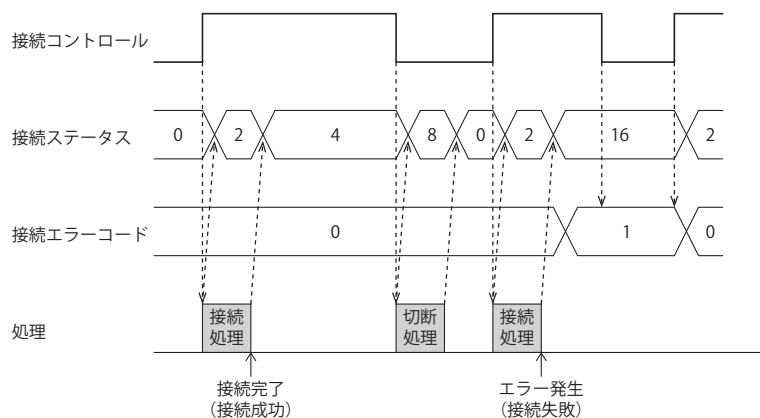 接続コントロール
接続ステータス
0 2 4 8 0 2 16 2
接続エラーコード
0 1 0
処理
接続
処理
切断
処理
接続
処理
接続完了
（接続成功）
エラー発生
（接続失敗）